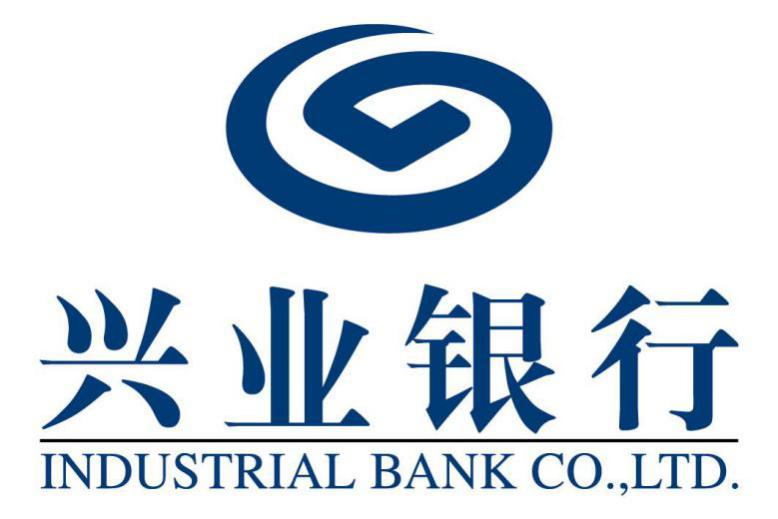 兴业银行
INDUSTRIAL BANK CO.,LTD.